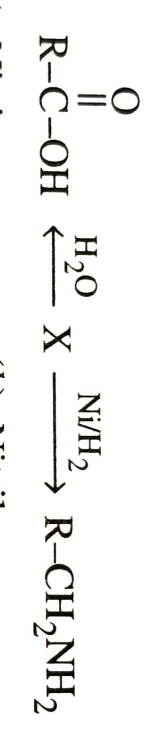 O
||
R–C–OH ← H₂O X Ni/H₂ → R–CH₂NH₂